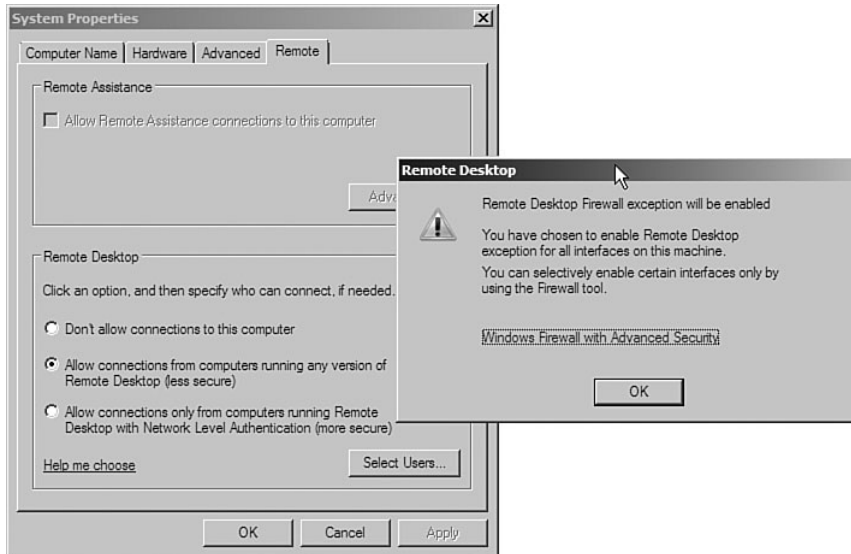 System Properties
Computer Name
Hardware
Advanced
Remote
Remote Assistance
Allow Remote Assistance connections to this computer
Remote Desktop
Click an option, and then specify who can connect, if needed.
Don't allow connections to this computer
Allow connections from computers running any version of
Remote Desktop (less secure)
Allow connections only from computers running Remote
Desktop with Network Level Authentication (more secure)
Help me choose
Select Users...
OK
Cancel
Apply
Remote Desktop
Remote Desktop Firewall exception will be enabled
You have chosen to enable Remote Desktop
exception for all interfaces on this machine.
You can selectively enable certain interfaces only by
using the Firewall tool.
Windows Firewall with Advanced Security
OK